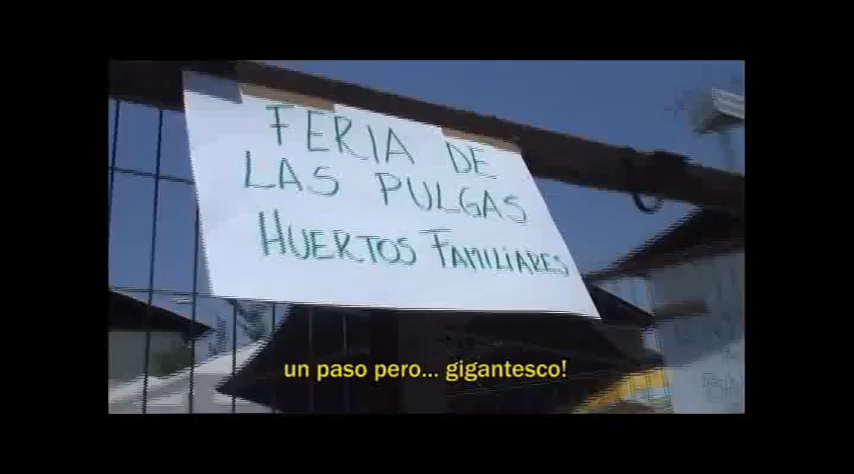 FERIA DE
LAS PULGAS
HUERTOS FAMILIARES
un paso pero... gigantesco!